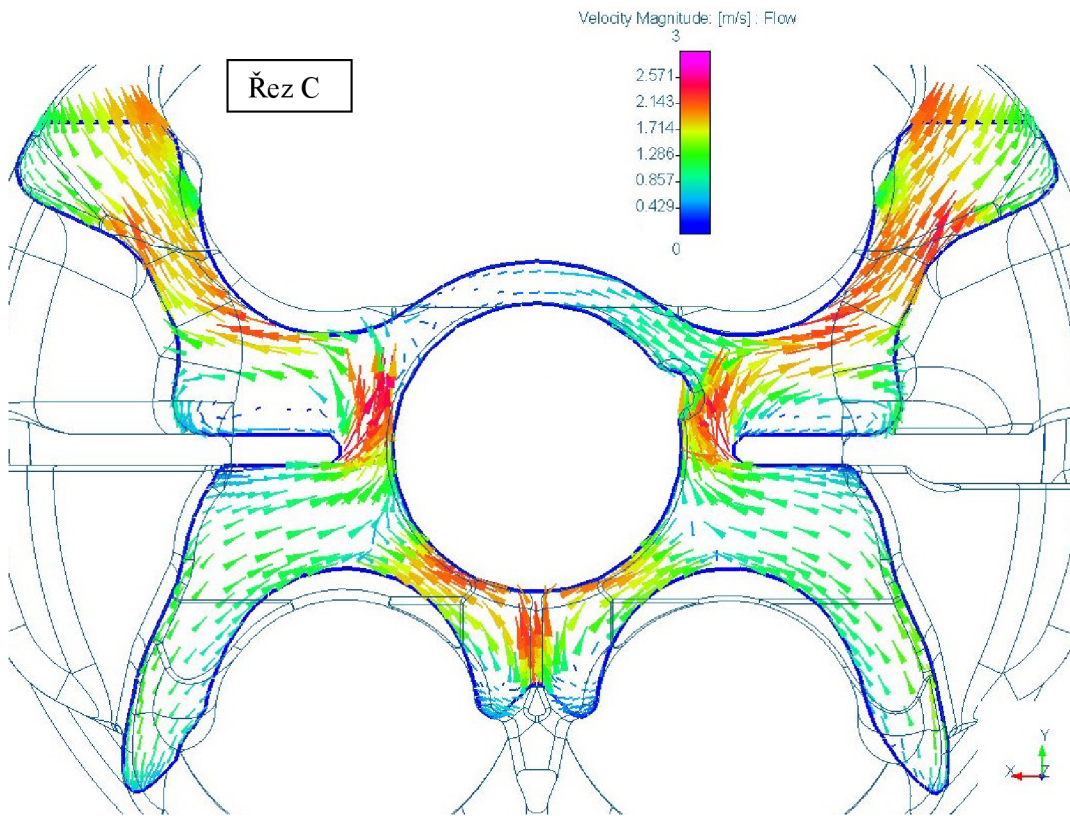 Velocity Magnitude: [m/s] : Flow
3
Řez C
2.571
2.143
1.714
1.286
0.857
0.429
0
Y
X
Z